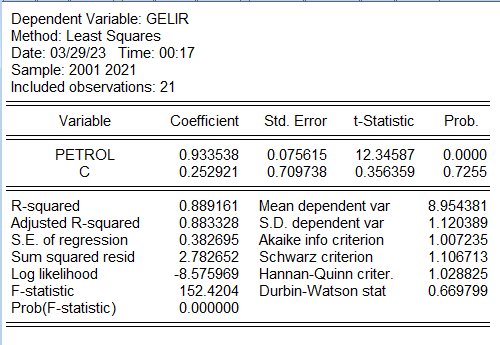 Dependent Variable: GELIR
Method: Least Squares
Date: 03/29/23 Time: 00:17
Sample: 2001 2021
Included observations: 21
Variable Coefficient Std. Error t-Statistic Prob.
PETROL 0.933538 0.075615 12.34587 0.0000
C 0.252921 0.709738 0.356359 0.7255
R-squared 0.889161 Mean dependent var 8.954381
Adjusted R-squared 0.883328 S.D. dependent var 1.120389
S.E. of regression 0.382695 Akaike info criterion 1.007235
Sum squared resid 2.782652 Schwarz criterion 1.106713
Log likelihood -8.575969 Hannan-Quinn criter. 1.028825
F-statistic 152.4204 Durbin-Watson stat 0.669799
Prob(F-statistic) 0.000000